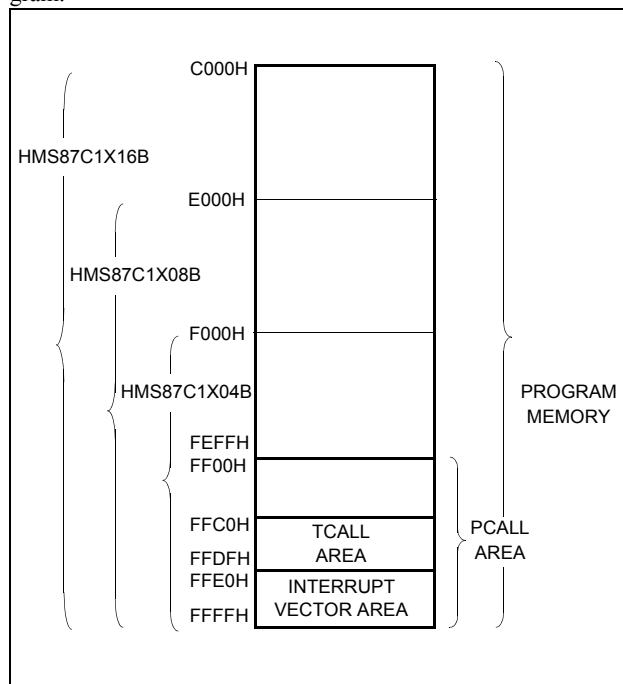 gram.
C000H
HMS87C1X16B
E000H
HMS87C1X08B
F000H
HMS87C1X04B
PROGRAM
MEMORY
FEFFH
FF00H
PCALL
AREA
FFC0H
TCALL
AREA
FFDFH
FFE0H
INTERRUPT
VECTOR AREA
FFFFH